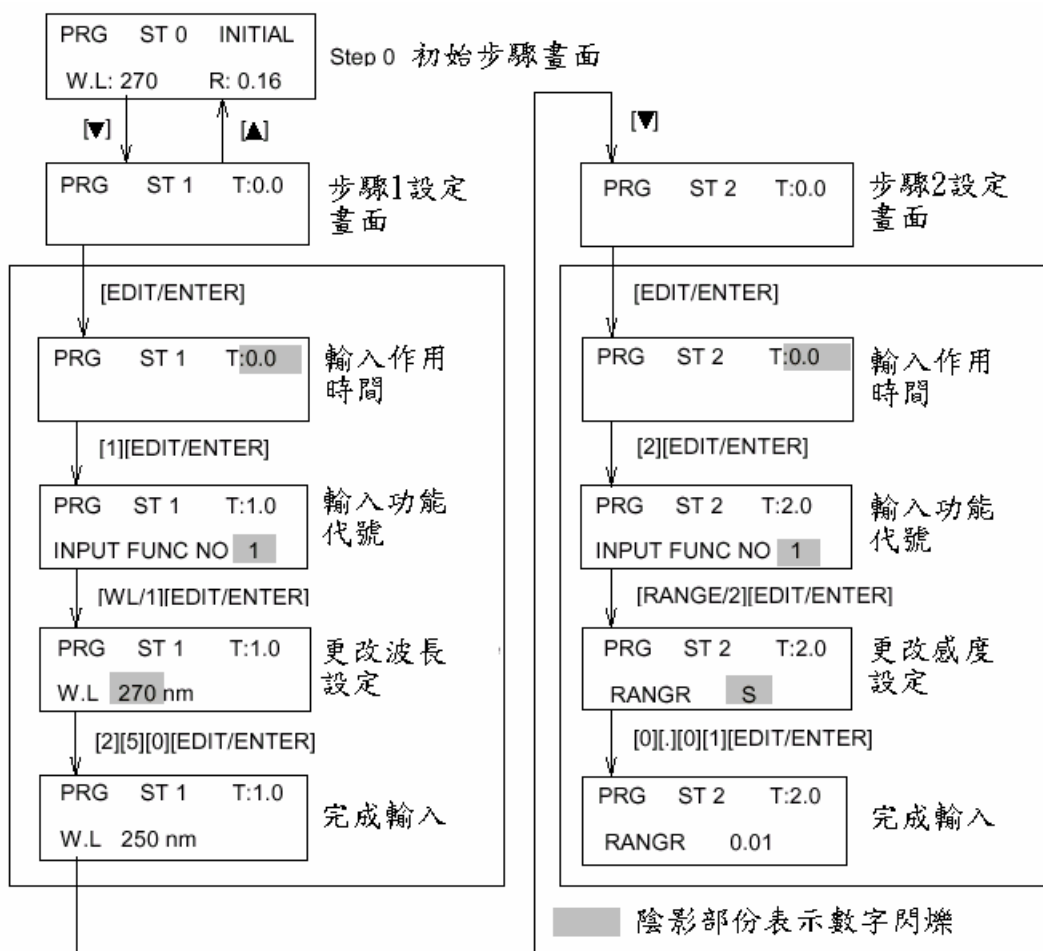 PRG ST 0 INITIAL
W.L: 270 R: 0.16
Step 0 初始步驟畫面
[▼] [▲]
PRG ST 1 T:0.0
步驟1設定
畫面
[EDIT/ENTER]
PRG ST 1 T:0.0
輸入作用
時間
[1][EDIT/ENTER]
PRG ST 1 T:1.0
INPUT FUNC NO 1
輸入功能
代號
[WL/1][EDIT/ENTER]
PRG ST 1 T:1.0
W.L 270 nm
更改波長
設定
[2][5][0][EDIT/ENTER]
PRG ST 1 T:1.0
W.L 250 nm
完成輸入
[▼]
PRG ST 2 T:0.0
步驟2設定
畫面
[EDIT/ENTER]
PRG ST 2 T:0.0
輸入作用
時間
[2][EDIT/ENTER]
PRG ST 2 T:2.0
INPUT FUNC NO 1
輸入功能
代號
[RANGE/2][EDIT/ENTER]
PRG ST 2 T:2.0
RANGR S
更改感度
設定
[0][.][0][1][EDIT/ENTER]
PRG ST 2 T:2.0
RANGR 0.01
完成輸入
陰影部份表示數字閃爍